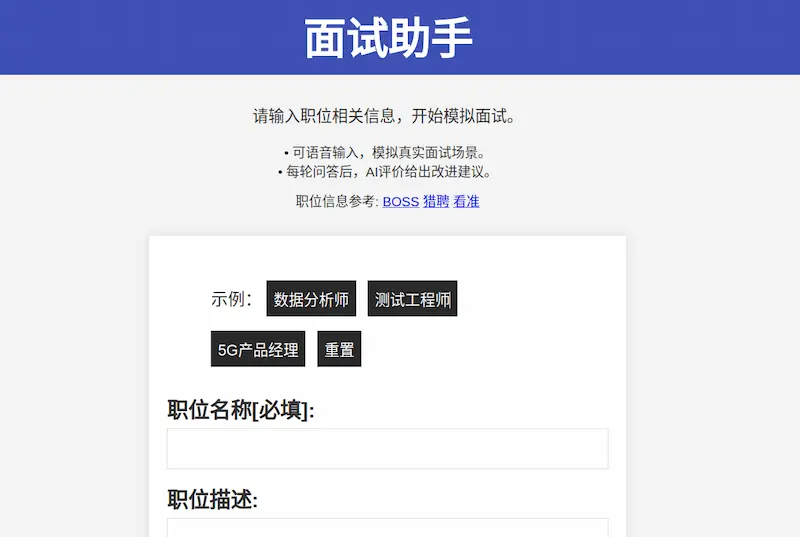 面试助手
请输入职位相关信息，开始模拟面试。
• 可语音输入，模拟真实面试场景。
• 每轮问答后，AI评价给出改进建议。
职位信息参考: BOSS 猎聘 看准
示例： 数据分析师 测试工程师
5G产品经理 重置
职位名称[必填]:
职位描述: